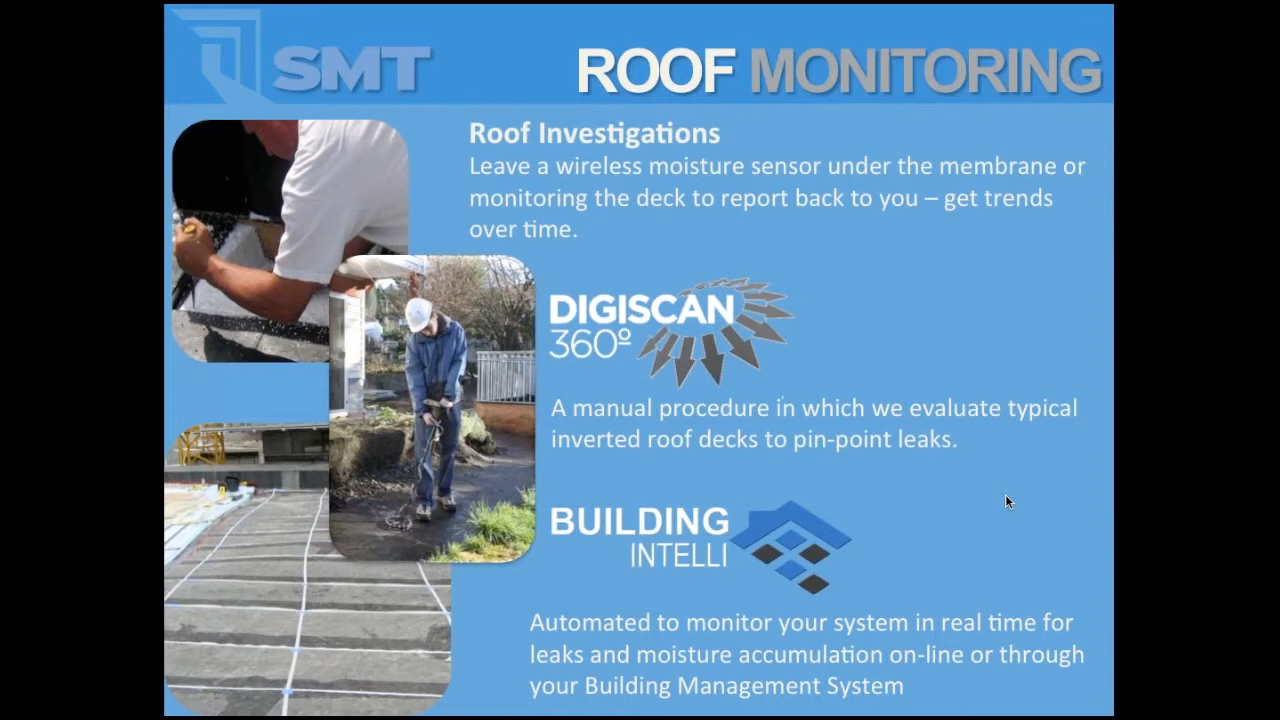 SMT
ROOF MONITORING
Roof Investigations
Leave a wireless moisture sensor under the membrane or
monitoring the deck to report back to you – get trends
over time.
DIGISCAN
360º
A manual procedure in which we evaluate typical
inverted roof decks to pin-point leaks.
BUILDING
INTELLI
Automated to monitor your system in real time for
leaks and moisture accumulation on-line or through
your Building Management System